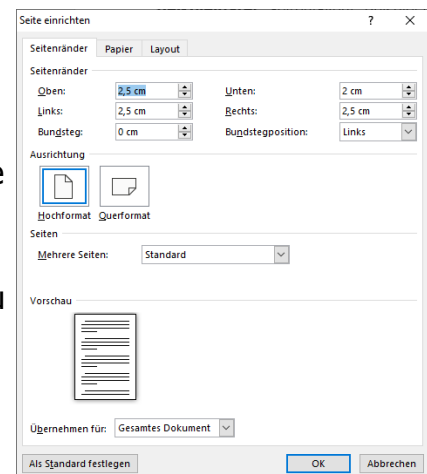 Seite einrichten ? ×
Seitenränder Papier Layout
Seitenränder
Oben: 2,5 cm Unten: 2 cm
Links: 2,5 cm Rechts: 2,5 cm
Bundsteg: 0 cm Bundstegposition: Links
Ausrichtung
e
Hochformat Querformat
Seiten
Mehrere Seiten: Standard
Vorschau
Übernehmen für: Gesamtes Dokument
Als Standard festlegen OK Abbrechen